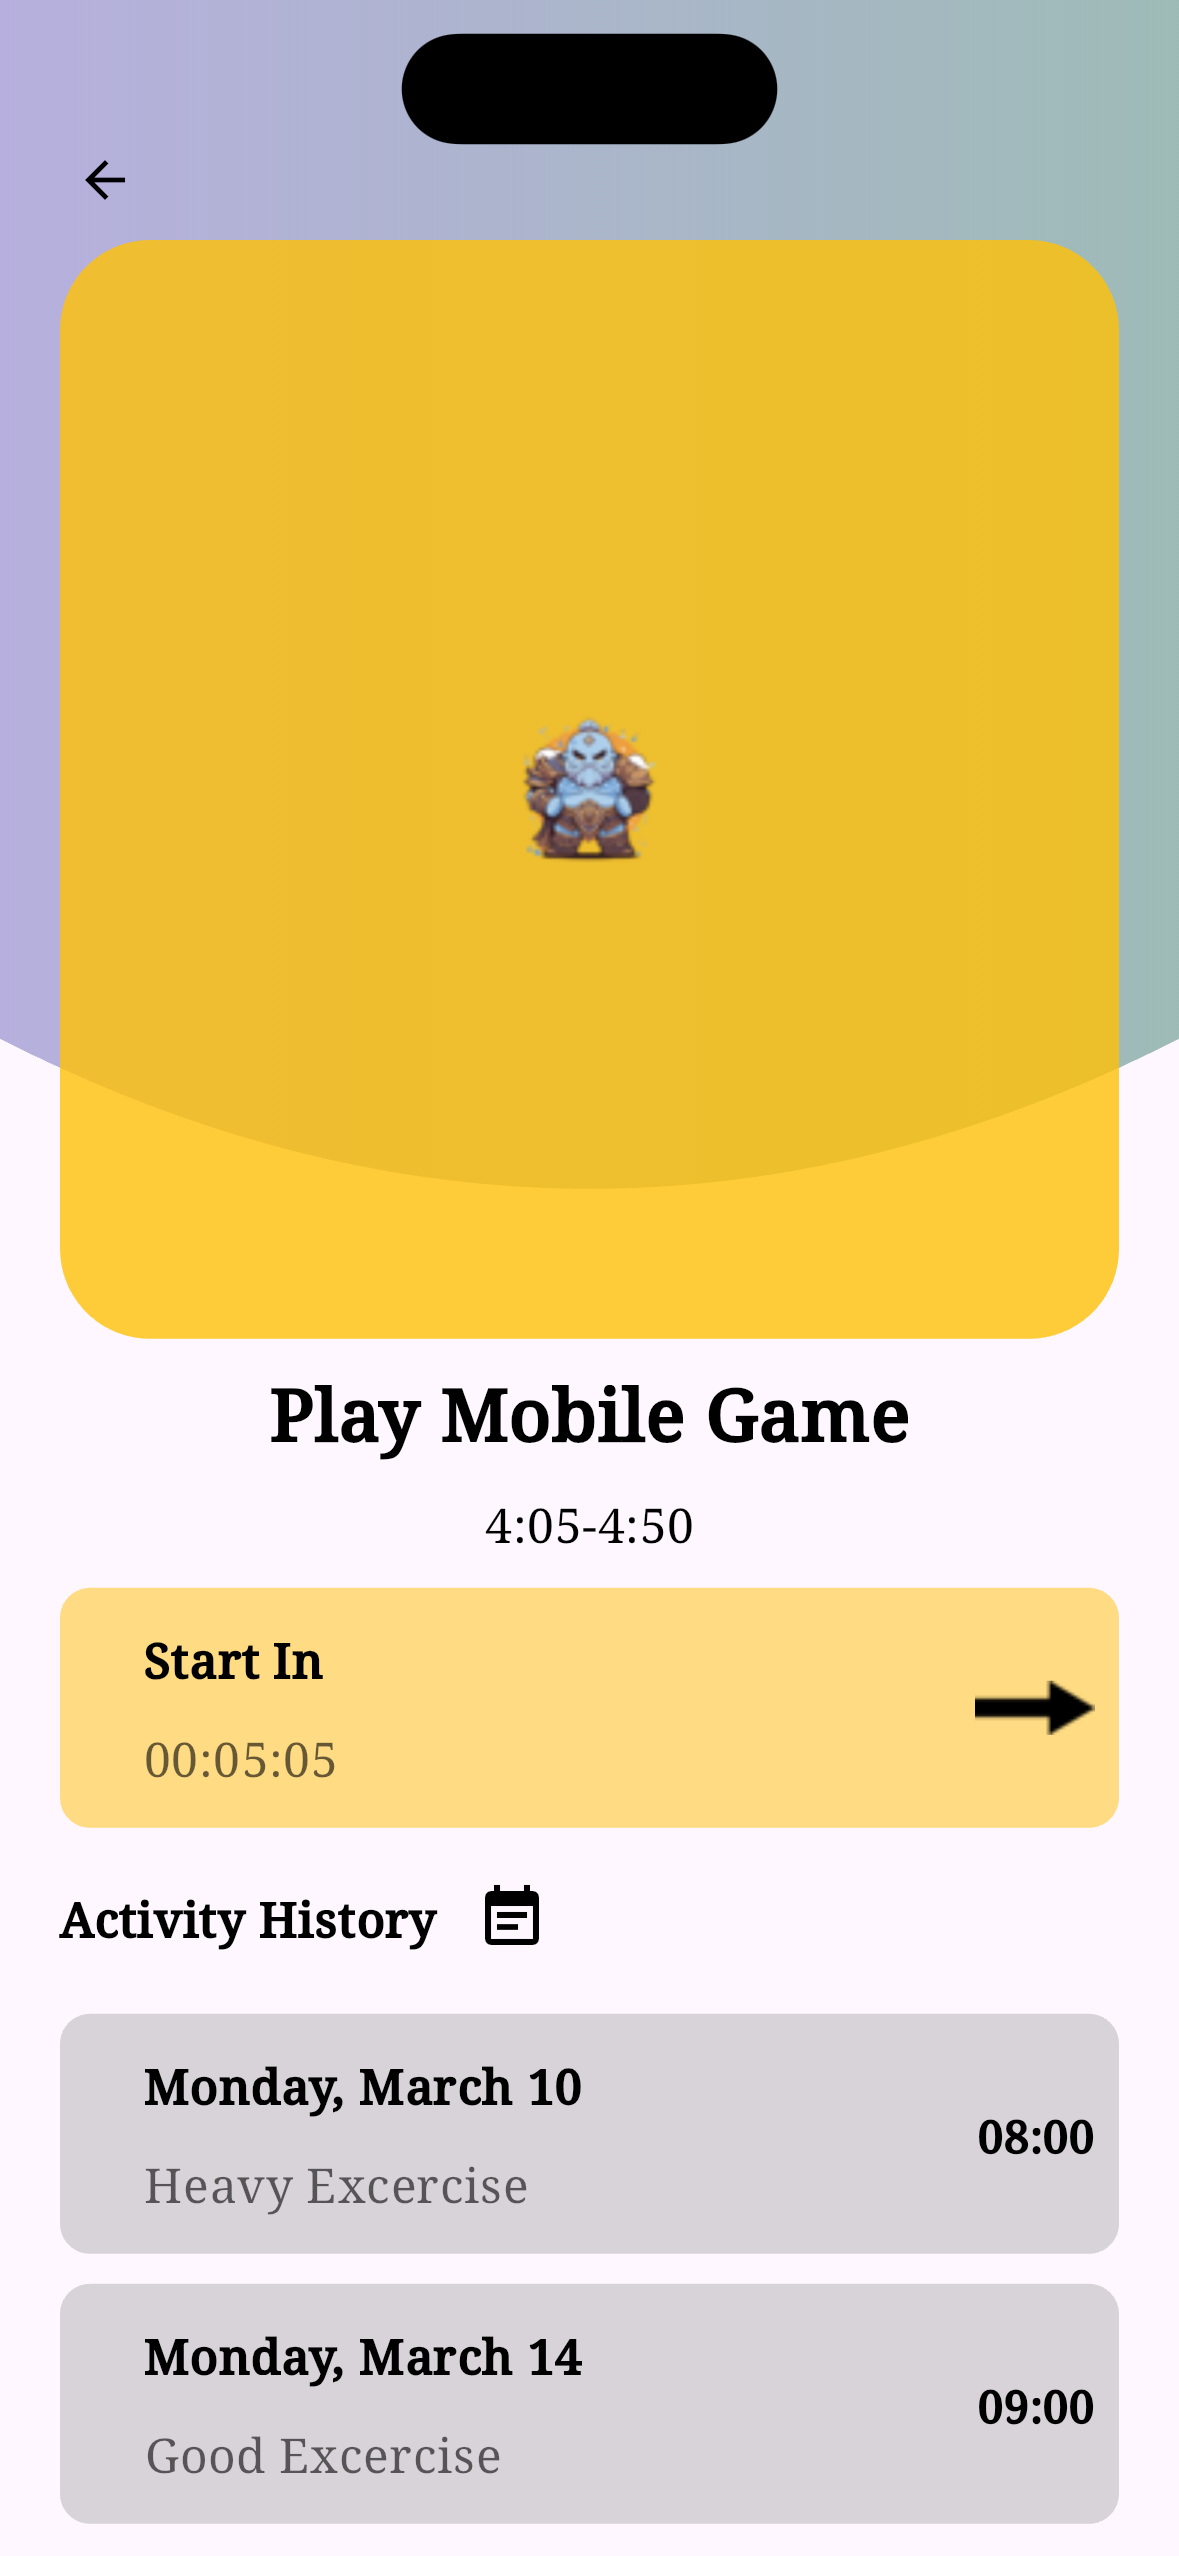 Play Mobile Game
4:05-4:50
Start In
00:05:05
Activity History
Monday, March 10
Heavy Excercise
08:00
Monday, March 14
Good Excercise
09:00